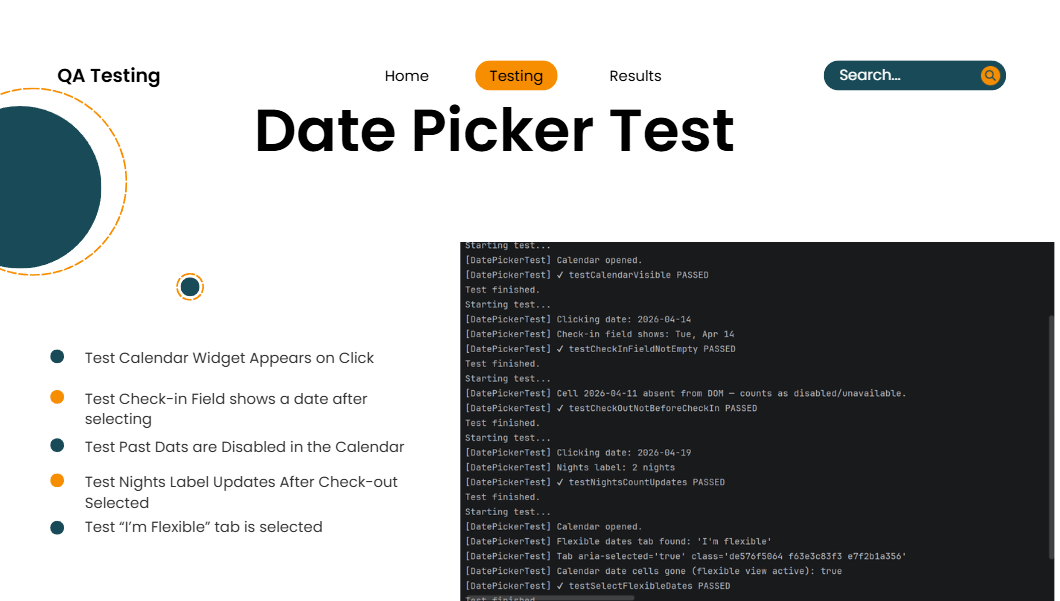 QA Testing
Home
Testing
Results
Search...
Date Picker Test
Test Calendar Widget Appears on Click
Test Check-in Field shows a date after
selecting
Test Past Dats are Disabled in the Calendar
Test Nights Label Updates After Check-out
Selected
Test “I’m Flexible” tab is selected
Starting test...
[DatePickerTest] Calendar opened.
[DatePickerTest] ✓ testCalendarVisible PASSED
Test finished.
Starting test...
[DatePickerTest] Clicking date: 2026-04-14
[DatePickerTest] Check-in field shows: Tue, Apr 14
[DatePickerTest] ✓ testCheckInFieldNotEmpty PASSED
Test finished.
Starting test...
[DatePickerTest] Cell 2026-04-11 absent from DOM — counts as disabled/unavailable.
[DatePickerTest] ✓ testCheckOutNotBeforeCheckIn PASSED
Test finished.
Starting test...
[DatePickerTest] Clicking date: 2026-04-19
[DatePickerTest] Nights label: 2 nights
[DatePickerTest] ✓ testNightsCountUpdates PASSED
Test finished.
Starting test...
[DatePickerTest] Calendar opened.
[DatePickerTest] Flexible dates tab found: 'I'm flexible'
[DatePickerTest] Tab aria-selected='true' class='de576f5064 f63e3c83f3 e7f2b1a356'
[DatePickerTest] Calendar date cells gone (flexible view active): true
[DatePickerTest] ✓ testSelectFlexibleDates PASSED
Test finished